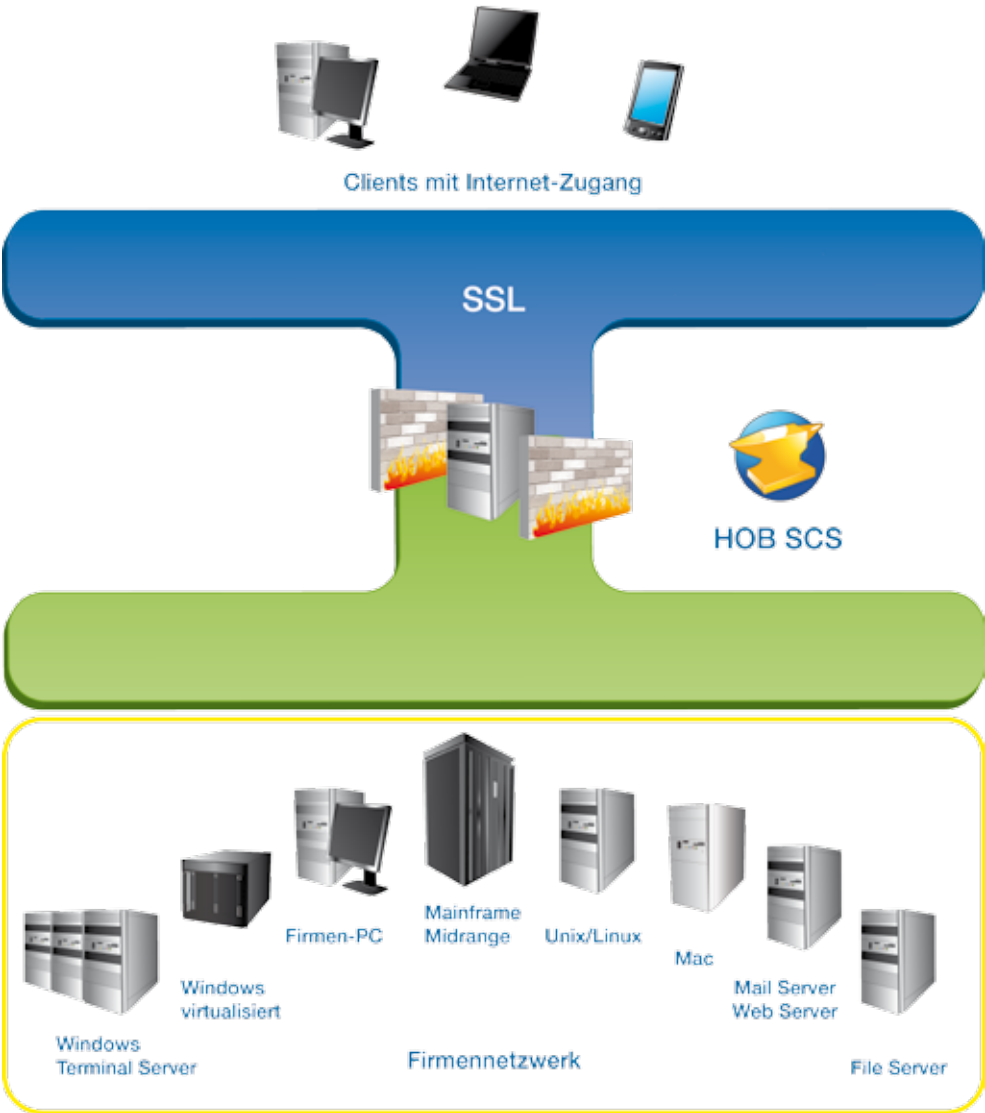 Clients mit Internet-Zugang
SSL
HOB SCS
Firmen-PC
Mainframe
Midrange
Unix/Linux
Mac
Windows
virtualisiert
Mail Server
Web Server
Windows
Terminal Server
Firmennetzwerk
File Server